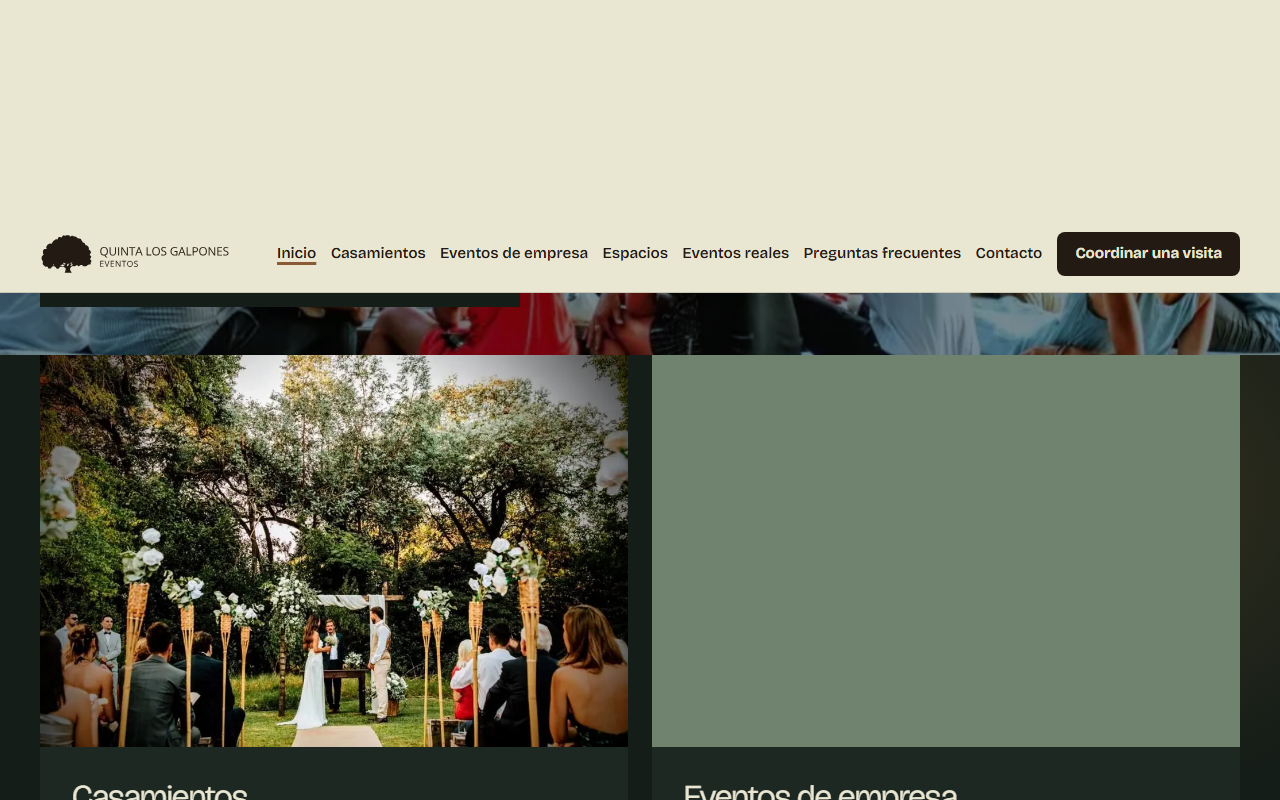 QUINTA LOS GALPONES
EVENTOS
Inicio Casamientos Eventos de empresa Espacios Eventos reales Preguntas frecuentes Contacto Coordinar una visita
Casamientos Eventos de empresa